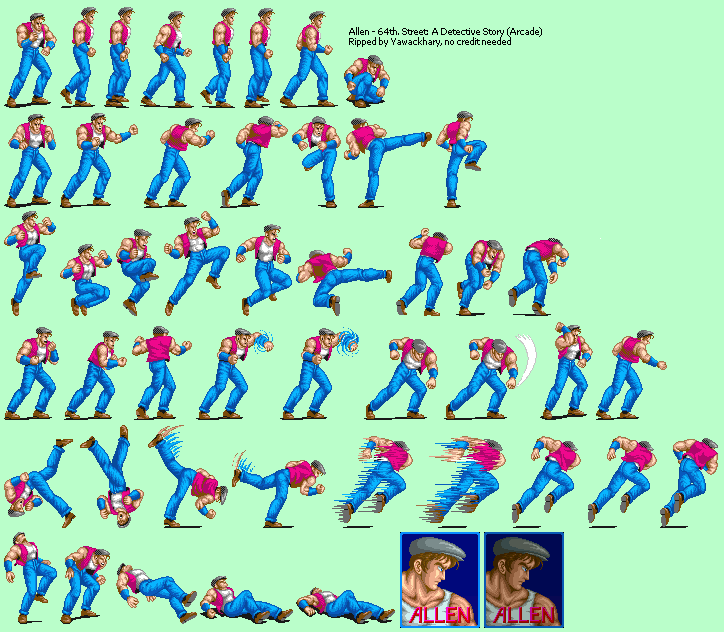 Allen - 64th. Street: A Detective Story (Arcade)
Ripped by Yawackhary, no credit needed
ALLEN
ALLEN